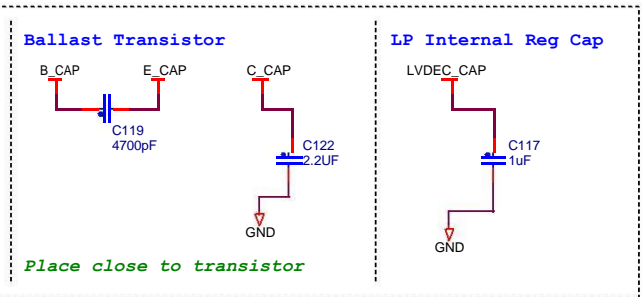 Ballast Transistor
B_CAP
E_CAP
C119
4700pF
C_CAP
C122
2.2UF
GND
Place close to transistor
LP Internal Reg Cap
LVDEC_CAP
C117
1uF
GND